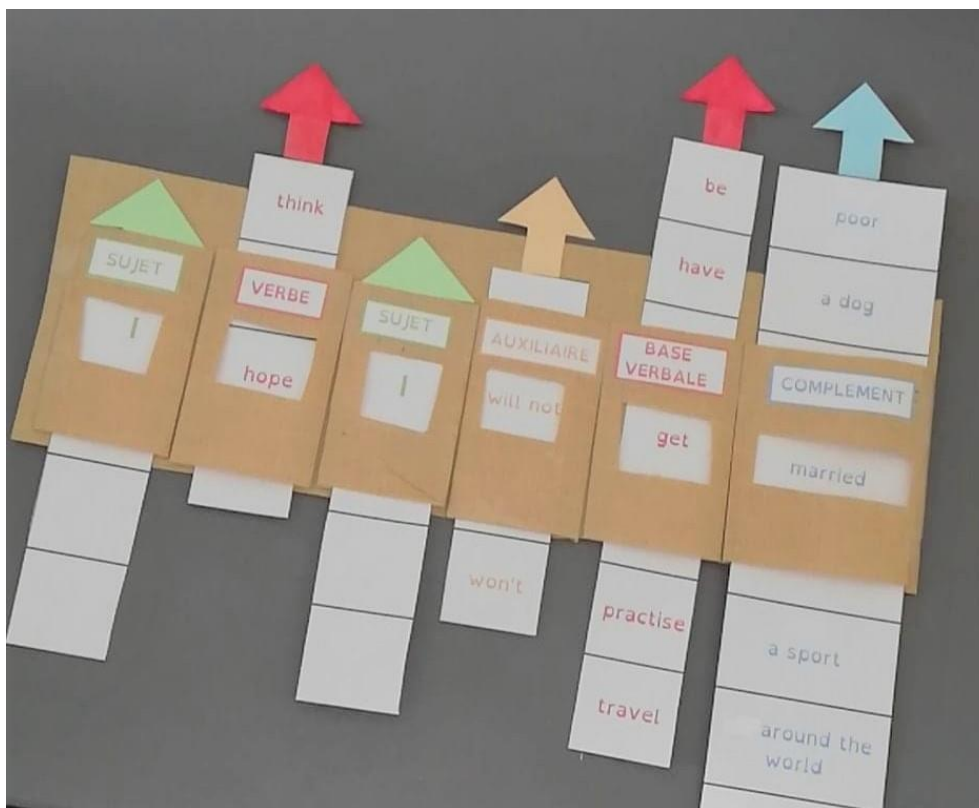 think
be
have
poor
a dog
SUJET
VERBE
SUJET
AUXILIAIRE
BASE
VERBALE
COMPLEMENT
I
hope
I
will not
get
married
won't
practise
travel
a sport
around the
world